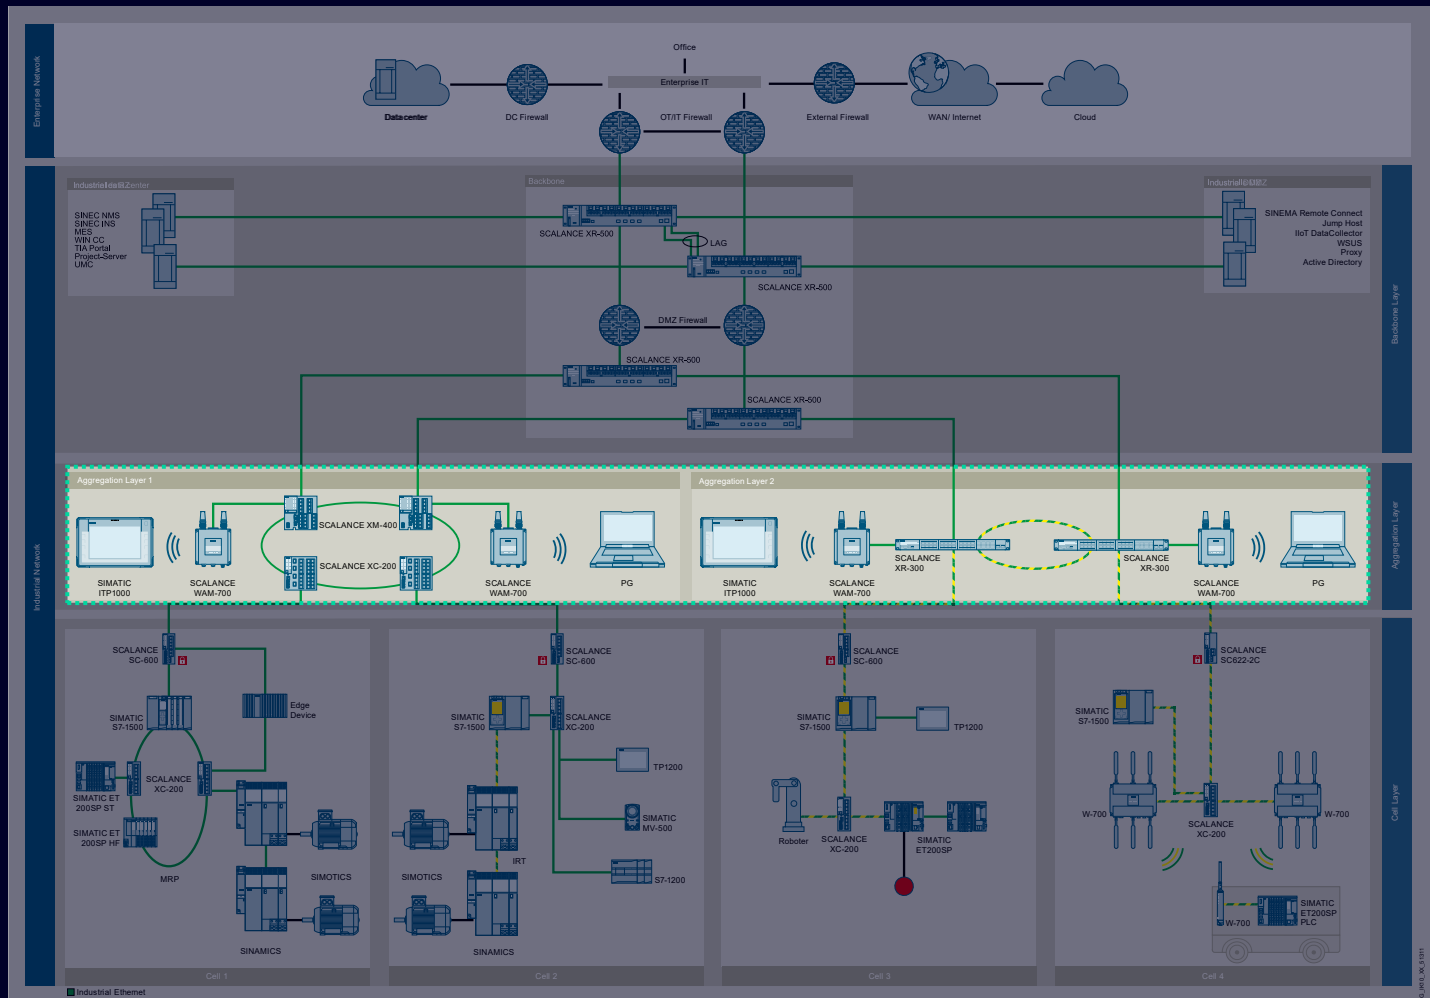 Enterprise Network
Office
Enterprise IT
Datacenter
DC Firewall
OT/IT Firewall
External Firewall
WAN/ Internet
Cloud
Industrial Network
Backbone Layer
Backbone
SINEC NMS
SINEC INS
MES
WIN CC
TIA Portal
Project-Server
UMC
SCALANCE XR-500
LAG
SCALANCE XR-500
SINEMA Remote Connect
Jump Host
IIoT DataCollector
WSUS
Proxy
Active Directory
DMZ Firewall
SCALANCE XR-500
SCALANCE XR-500
Aggregation Layer
Aggregation Layer 1
SIMATIC
ITP1000
SCALANCE
WAM-700
SCALANCE XM-400
SCALANCE XC-200
SCALANCE
WAM-700
PG
Aggregation Layer 2
SIMATIC
ITP1000
SCALANCE
WAM-700
SCALANCE
XR-300
SCALANCE
XR-300
SCALANCE
WAM-700
PG
Cell Layer
SCALANCE
SC-600
SIMATIC
S7-1500
Edge
Device
SCALANCE
XC-200
SIMATIC ET
200SP ST
SIMATIC ET
200SP HF
MRP
SIMOTICS
SINAMICS
Cell 1
SCALANCE
SC-600
SIMATIC
S7-1500
SCALANCE
XC-200
TP1200
SIMATIC
MV-500
IRT
S7-1200
SIMOTICS
SINAMICS
Cell 2
SCALANCE
SC-600
SIMATIC
S7-1500
TP1200
Roboter
SCALANCE
XC-200
SIMATIC
ET200SP
Cell 3
SCALANCE
SC622-2C
SIMATIC
S7-1500
W-700
SCALANCE
XC-200
W-700
W-700
SIMATIC
ET200SP
PLC
Cell 4
Industrial Ethernet